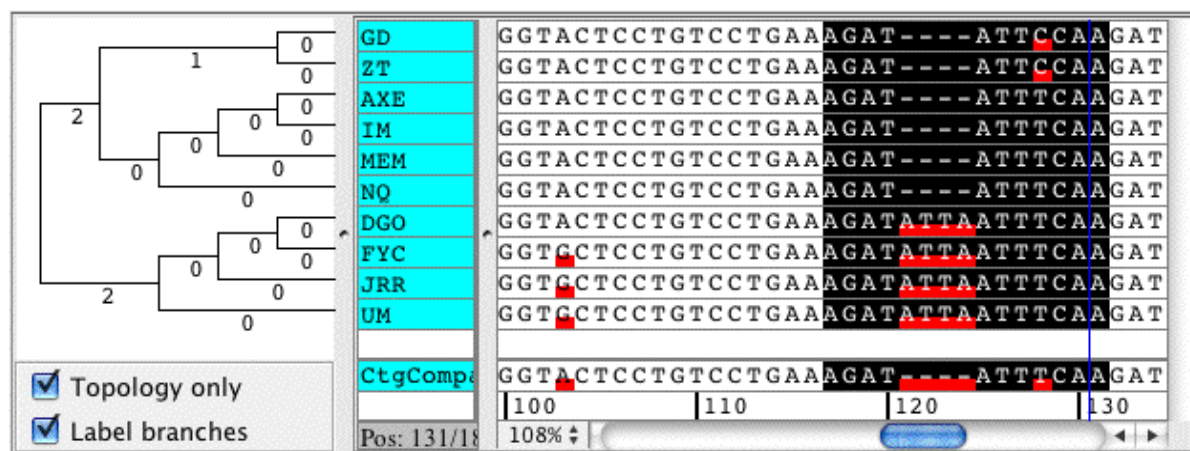 0 GD GGTACTCCTGTCCTGAAAGAT----ATTCCAAGAT
1
0 ZT GGTACTCCTGTCCTGAAAGAT----ATTCCAAGAT
0 AXE GGTACTCCTGTCCTGAAAGAT----ATTTCAAGAT
2
0 0 IM GGTACTCCTGTCCTGAAAGAT----ATTTCAAGAT
0
0 0 MEM GGTACTCCTGTCCTGAAAGAT----ATTTCAAGAT
0 NQ GGTACTCCTGTCCTGAAAGAT----ATTTCAAGAT
0 DGO GGTACTCCTGTCCTGAAAGATATTAATTTCAAGAT
0 0 FYC GGTGCTCCTGTCCTGAAAGATATTAATTTCAAGAT
0
2 0 JRR GGTGCTCCTGTCCTGAAAGATATTAATTTCAAGAT
0 UM GGTGCTCCTGTCCTGAAAGATATTAATTTCAAGAT
CtgCompa GGTACTCCTGTCCTGAAAGAT----ATTTCAAGAT
Topology only
100 110 120 130
Label branches
Pos: 131/18 108%